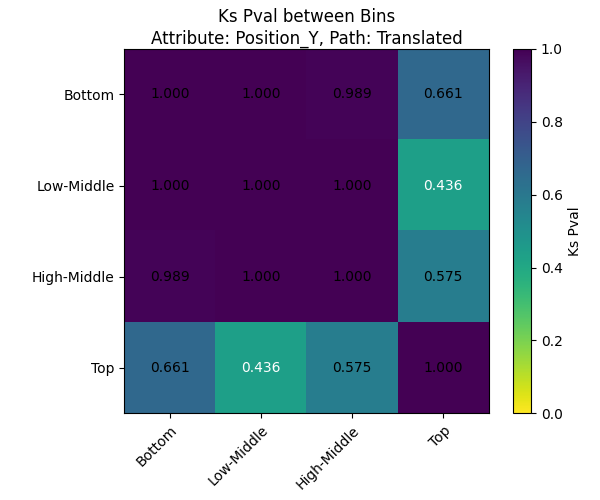 Ks Pval between Bins
Attribute: Position_Y, Path: Translated
Bottom 1.000 1.000 0.989 0.661
Low-Middle 1.000 1.000 1.000 0.436
High-Middle 0.989 1.000 1.000 0.575
Top 0.661 0.436 0.575 1.000
Bottom Low-Middle High-Middle Top
1.0
0.8
0.6
0.4
0.2
0.0
Ks Pval